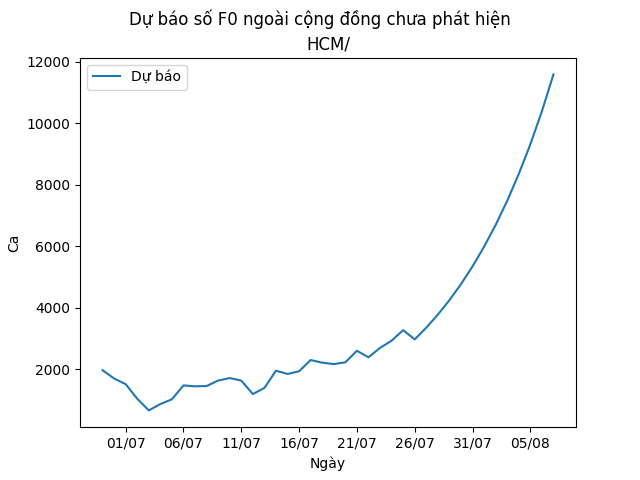 Dự báo số F0 ngoài cộng đồng chưa phát hiện
HCM/
Dự báo
12000
10000
8000
6000
4000
2000
Ca
01/07 06/07 11/07 16/07 21/07 26/07 31/07 05/08
Ngày